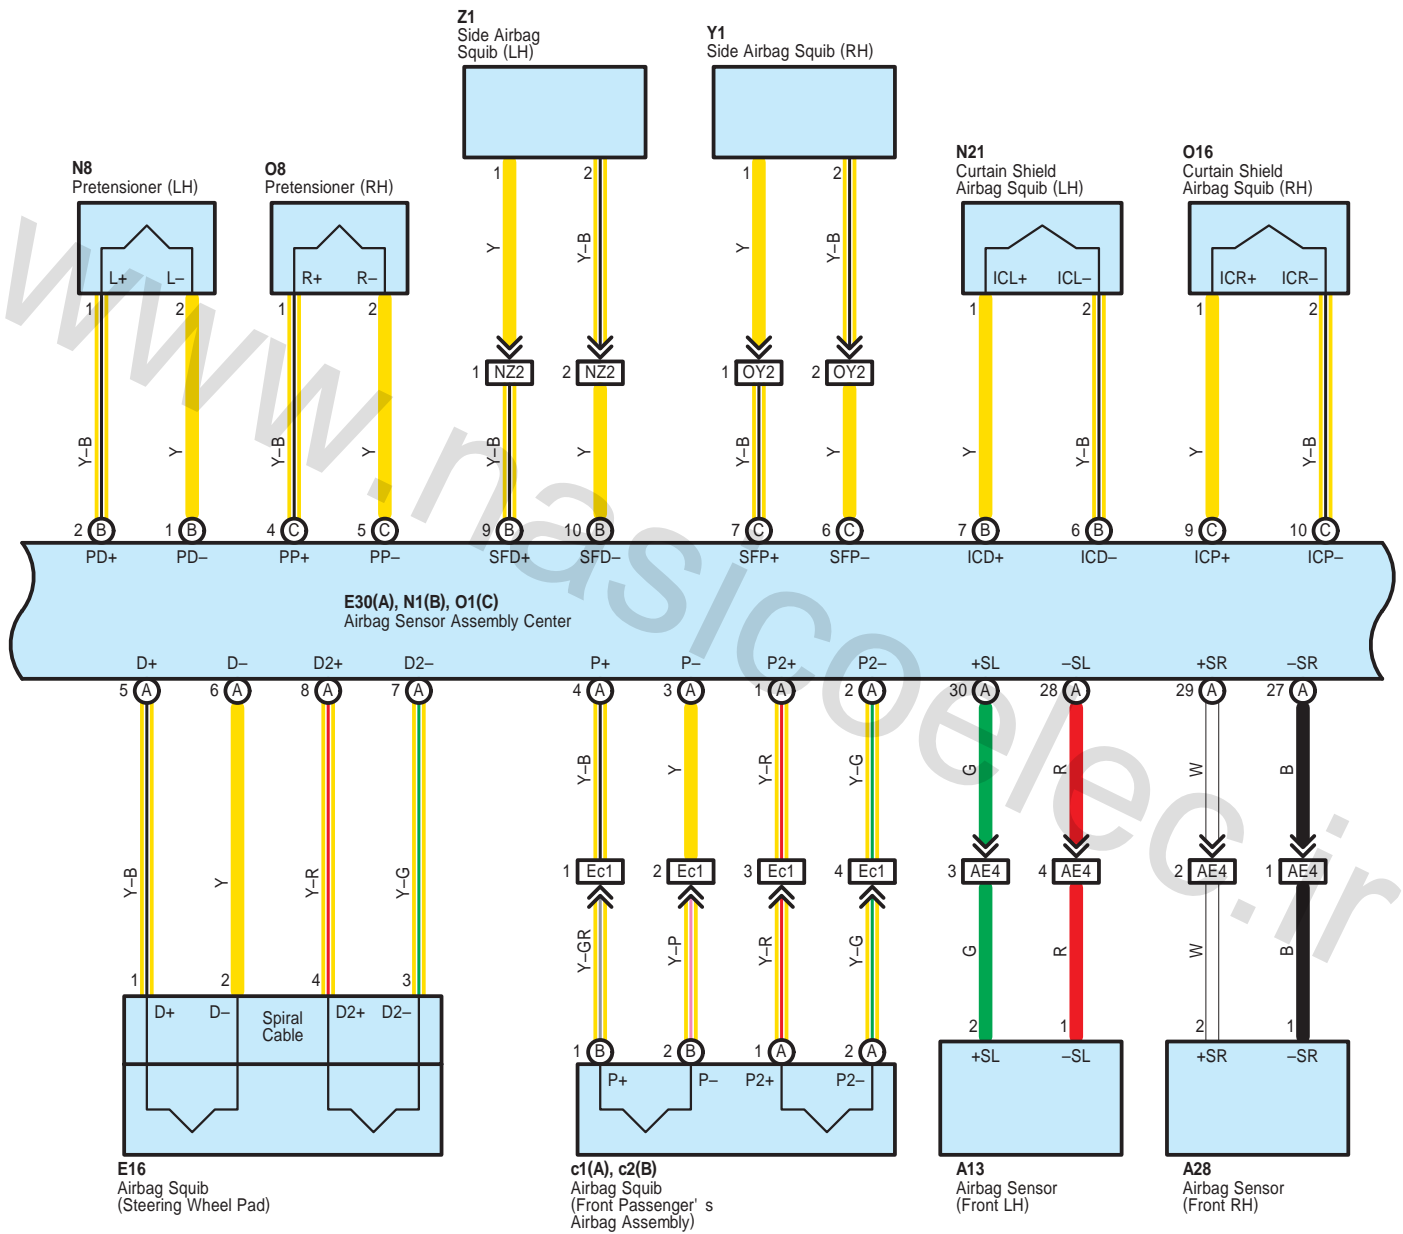 Z1
Side Airbag
Squib (LH)
Y1
Side Airbag Squib (RH)
N8
Pretensioner (LH)
O8
Pretensioner (RH)
N21
Curtain Shield
Airbag Squib (LH)
O16
Curtain Shield
Airbag Squib (RH)
1 2 1 2
Y Y–B Y Y–B
L+ L– R+ R– ICL+ ICL– ICR+ ICR–
1 2 1 2 1 2 1 2
1 NZ2 2 NZ2 1 OY2 2 OY2
Y–B Y Y–B Y Y–B Y Y–B Y Y Y–B Y Y–B
2 B 1 B 4 C 5 C 9 B 10 B 7 C 6 C 7 B 6 B 9 C 10 C
PD+ PD– PP+ PP– SFD+ SFD– SFP+ SFP– ICD+ ICD– ICP+ ICP–
E30(A), N1(B), O1(C)
Airbag Sensor Assembly Center
D+ D– D2+ D2– P+ P– P2+ P2– +SL –SL +SR –SR
5 A 6 A 8 A 7 A 4 A 3 A 1 A 2 A 30 A 28 A 29 A 27 A
Y–B Y Y–R Y–G G R W B
1 Ec1 2 Ec1 3 Ec1 4 Ec1 3 AE4 4 AE4 2 AE4 1 AE4
Y–B Y Y–R Y–G Y–GR Y–P Y–R Y–G G R W B
1 2 4 3
D+ D– Spiral Cable D2+ D2–
2 1 2 1
1 B 2 B 1 A 2 A
+SL –SL +SR –SR
P+ P– P2+ P2–
E16
Airbag Squib
(Steering Wheel Pad)
c1(A), c2(B)
Airbag Squib
(Front Passenger' s
Airbag Assembly)
A13
Airbag Sensor
(Front LH)
A28
Airbag Sensor
(Front RH)
www.nasicoelec.ir